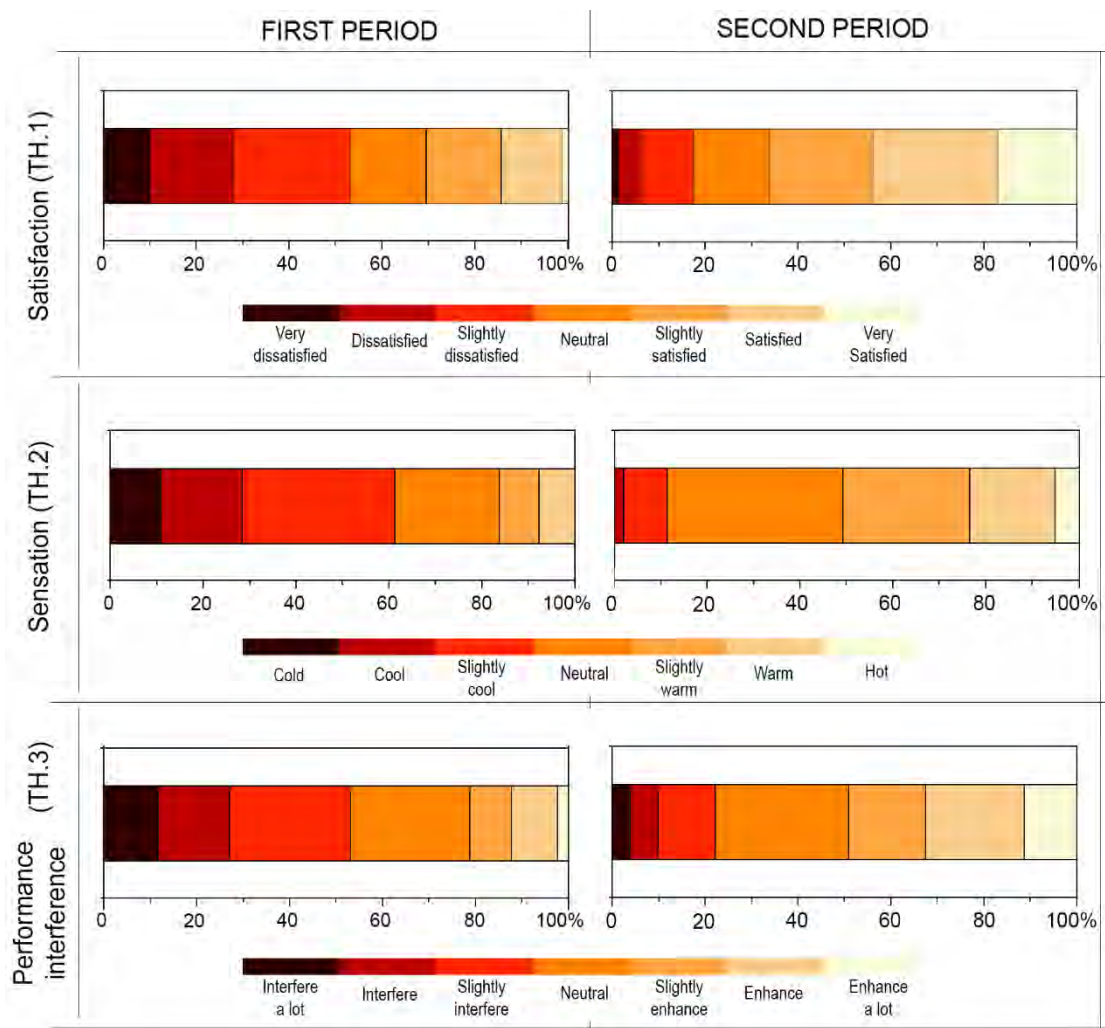 FIRST PERIOD
SECOND PERIOD
Satisfaction (TH.1)
0 20 40 60 80 100%
0 20 40 60 80 100%
Very dissatisfied
Dissatisfied
Slightly dissatisfied
Neutral
Slightly satisfied
Satisfied
Very Satisfied
Sensation (TH.2)
0 20 40 60 80 100%
0 20 40 60 80 100%
Cold
Cool
Slightly cool
Neutral
Slightly warm
Warm
Hot
Performance interference (TH.3)
0 20 40 60 80 100%
0 20 40 60 80 100%
Interfere a lot
Interfere
Slightly interfere
Neutral
Slightly enhance
Enhance
Enhance a lot